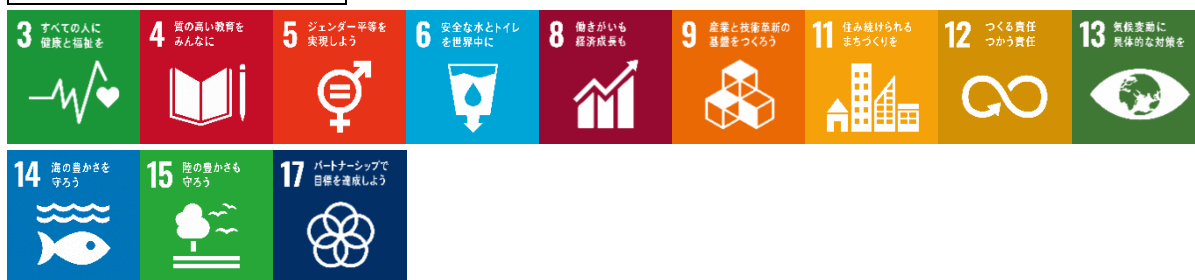 3 すべての人に
健康と福祉を
4 質の高い教育を
みんなに
5 ジェンダー平等を
実現しよう
6 安全な水とトイレ
を世界中に
8 働きがいも
経済成長も
9 産業と技術革新の
基盤をつくろう
11 住み続けられる
まちづくりを
12 つくる責任
つかう責任
13 気候変動に
具体的な対策を
14 海の豊かさを
守ろう
15 陸の豊かさも
守ろう
17 パートナーシップで
目標を達成しよう